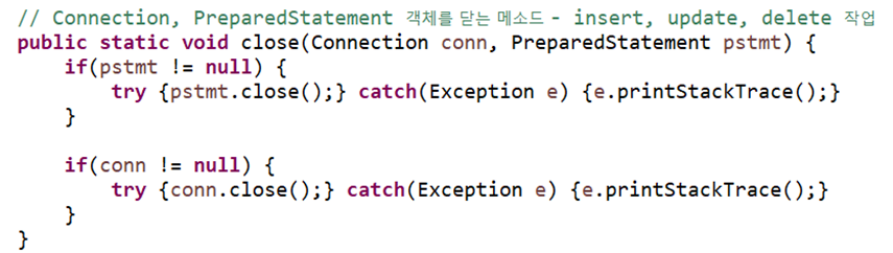 // Connection, PreparedStatement 객체를 닫는 메소드 - insert, update, delete 작업
public static void close(Connection conn, PreparedStatement pstmt) {
    if(pstmt != null) {
        try {pstmt.close();} catch(Exception e) {e.printStackTrace();}
    }

    if(conn != null) {
        try {conn.close();} catch(Exception e) {e.printStackTrace();}
    }
}